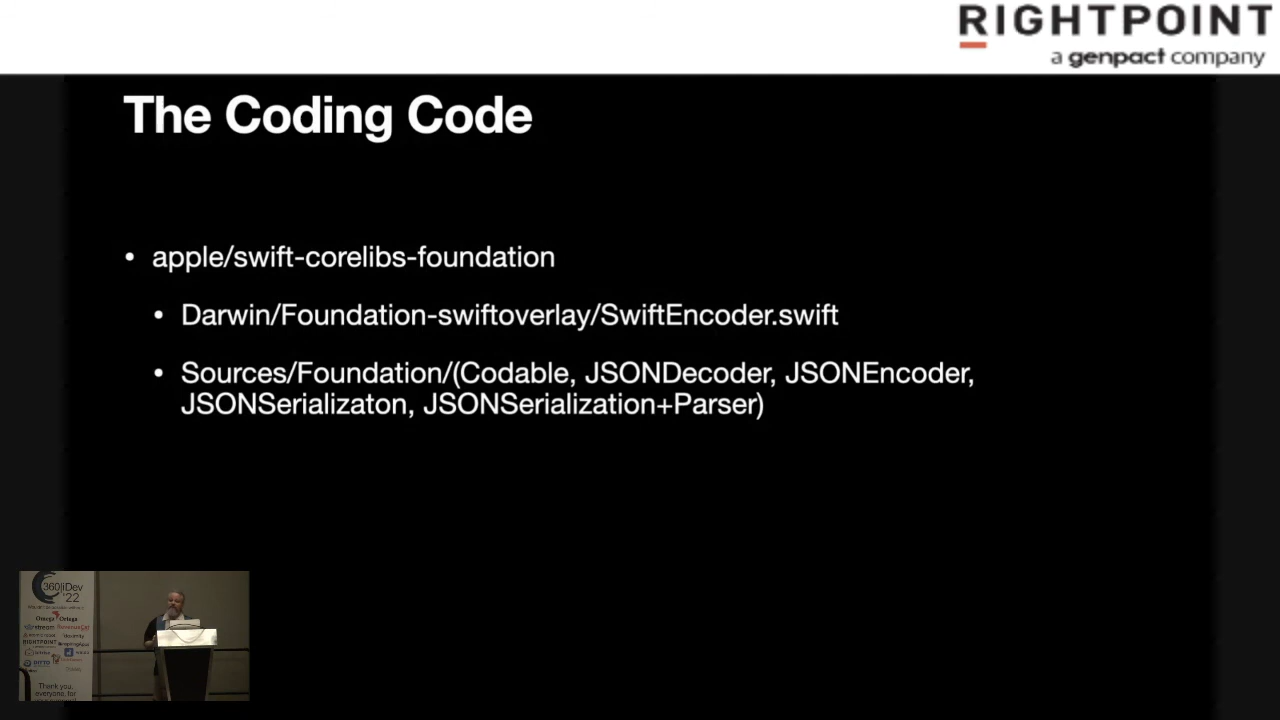 RIGHTPOINT
a genpact company
The Coding Code
• apple/swift-corelibs-foundation
• Darwin/Foundation-swiftoverlay/SwiftEncoder.swift
• Sources/Foundation/(Codable, JSONDecoder, JSONEncoder,
JSONSerializaton, JSONSerialization+Parser)
360|iDev
'22
RIGHTPOINT
Thank you,
everyone, for